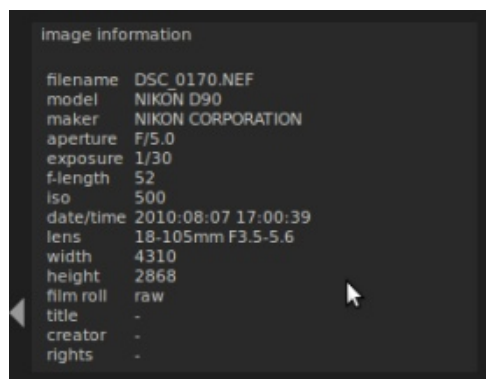 image information
filename DSC_0170.NEF
model NIKON D90
maker NIKON CORPORATION
aperture F/5.0
exposure 1/30
f-length 52
iso 500
date/time 2010:08:07 17:00:39
lens 18-105mm F3.5-5.6
width 4310
height 2868
film roll raw
title -
creator -
rights -